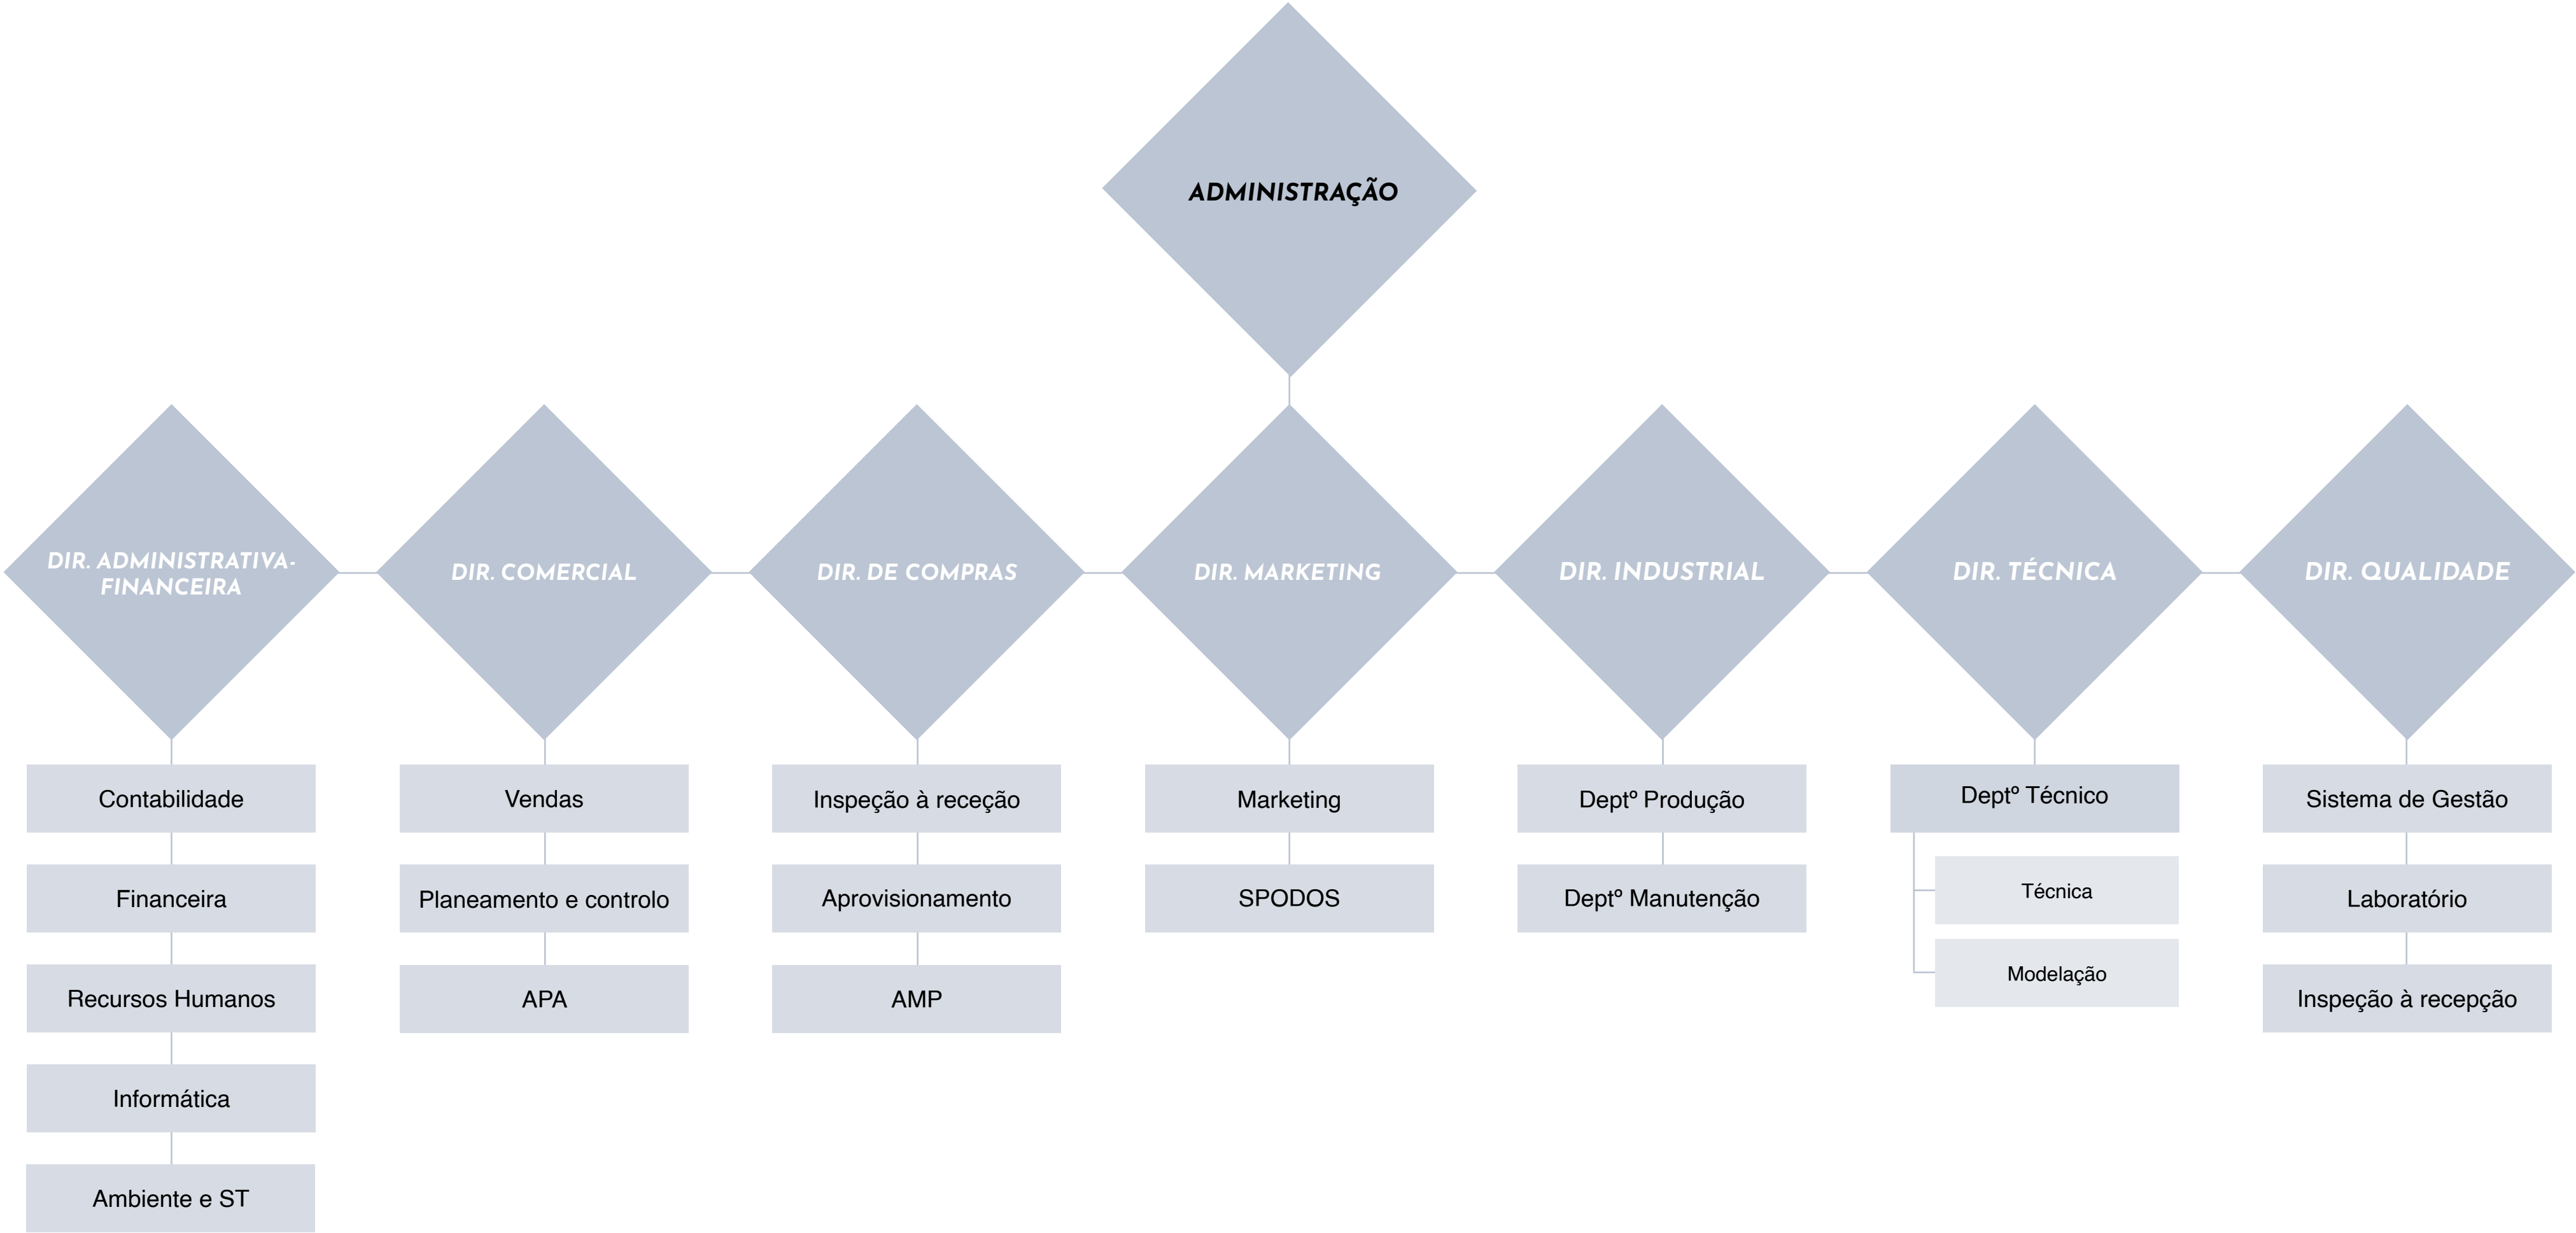 ADMINISTRAÇÃO
DIR. ADMINISTRATIVA-
FINANCEIRA
DIR. COMERCIAL
DIR. DE COMPRAS
DIR. MARKETING
DIR. INDUSTRIAL
DIR. TÉCNICA
DIR. QUALIDADE
Contabilidade
Financeira
Recursos Humanos
Informática
Ambiente e ST
Vendas
Planeamento e controlo
APA
Inspeção à receção
Aprovisionamento
AMP
Marketing
SPODOS
Deptº Produção
Deptº Manutenção
Deptº Técnico
Técnica
Modelação
Sistema de Gestão
Laboratório
Inspeção à recepção